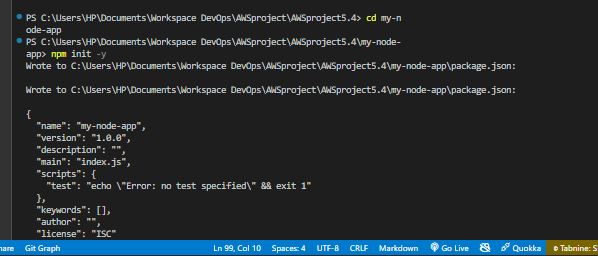 PS C:\Users\HP\Documents\Workspace DevOps\AWSproject\AWSproject5.4> cd my-n
ode-app
PS C:\Users\HP\Documents\Workspace DevOps\AWSproject\AWSproject5.4\my-node-
app> npm init -y
Wrote to C:\Users\HP\Documents\Workspace DevOps\AWSproject\AWSproject5.4\my-node-app\package.json:

Wrote to C:\Users\HP\Documents\Workspace DevOps\AWSproject\AWSproject5.4\my-node-app\package.json:

{
  "name": "my-node-app",
  "version": "1.0.0",
  "description": "",
  "main": "index.js",
  "scripts": {
    "test": "echo \"Error: no test specified\" && exit 1"
  },
  "keywords": [],
  "author": "",
  "license": "ISC"
hare Git Graph Ln 99, Col 10 Spaces: 4 UTF-8 CRLF Markdown Go Live Quokka Tabnine: S